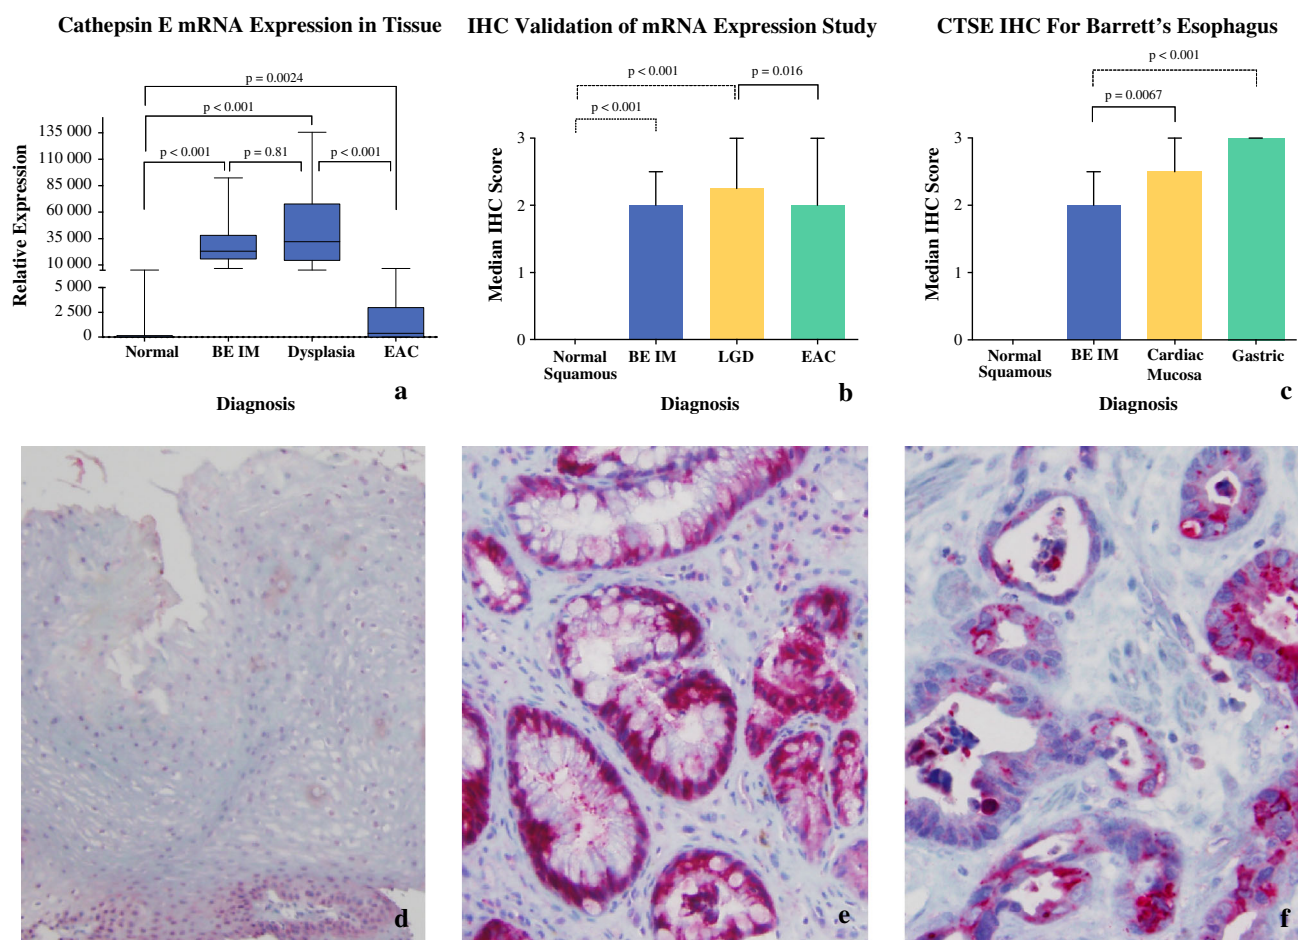 Cathepsin E mRNA Expression in Tissue
Relative Expression
135 000
110 000
85 000
60 000
35 000
10 000
5 000
2 500
0
p = 0.0024
p < 0.001
p < 0.001
p = 0.81
p < 0.001
Normal
BE IM
Dysplasia
EAC
Diagnosis
a
IHC Validation of mRNA Expression Study
Median IHC Score
3
2
1
0
p < 0.001
p = 0.016
p < 0.001
Normal
Squamous
BE IM
LGD
EAC
Diagnosis
b
CTSE IHC For Barrett's Esophagus
Median IHC Score
3
2
1
0
p < 0.001
p = 0.0067
Normal
Squamous
BE IM
Cardiac
Mucosa
Gastric
Diagnosis
c
d
e
f